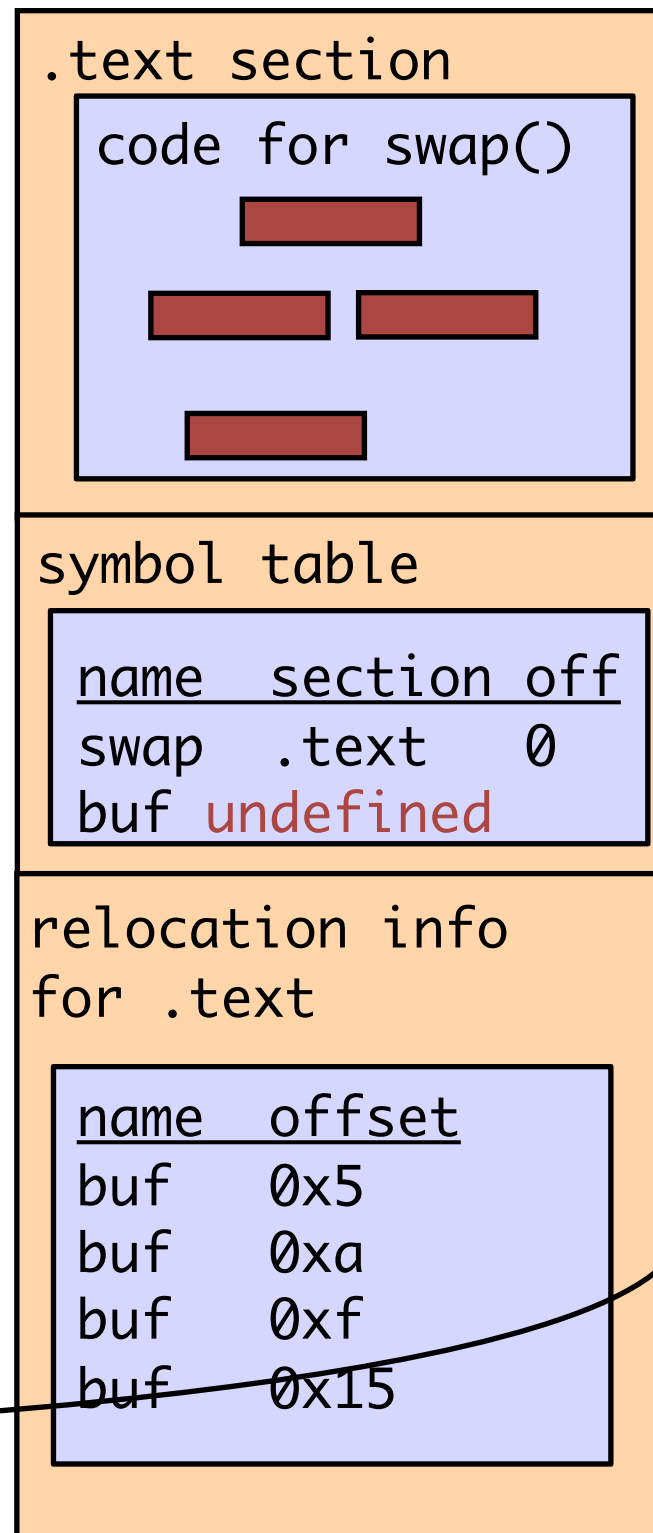 .text section
code for swap()
symbol table
name section off
swap .text 0
buf undefined
relocation info
for .text
name offset
buf 0x5
buf 0xa
buf 0xf
buf 0x15